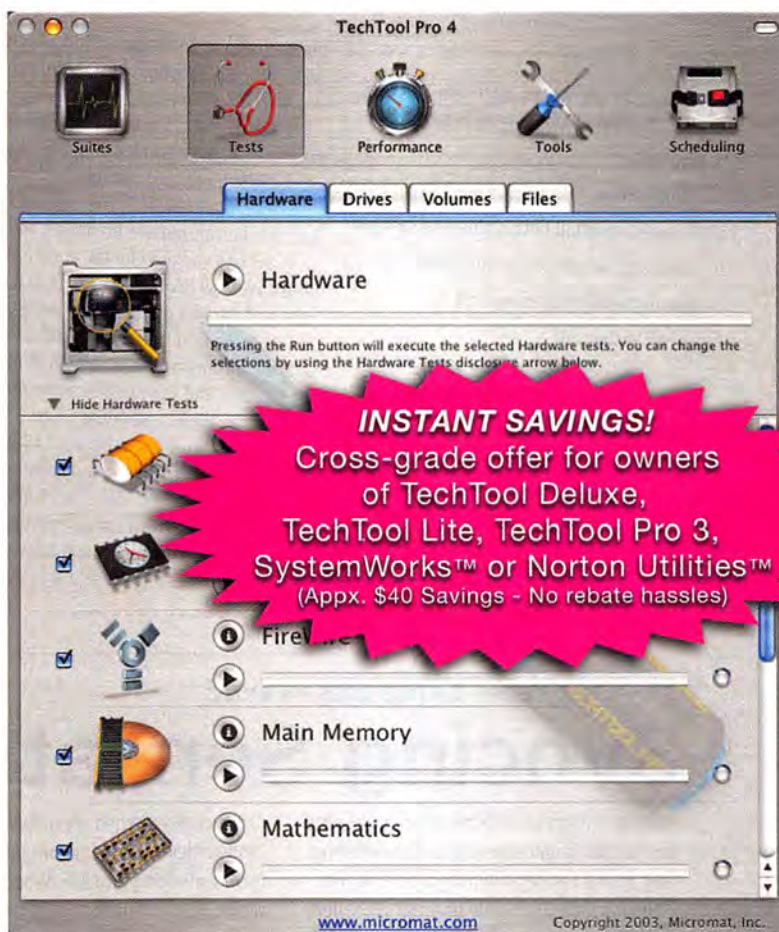 TechTool Pro 4
Suites
Tests
Performance
Tools
Scheduling
Hardware
Drives
Volumes
Files
Hardware
Pressing the Run button will execute the selected Hardware tests. You can change the
selections by using the Hardware Tests disclosure arrow below.
Hide Hardware Tests
INSTANT SAVINGS!
Cross-grade offer for owners
of TechTool Deluxe,
TechTool Lite, TechTool Pro 3,
SystemWorks™ or Norton Utilities™
(Appx. $40 Savings - No rebate hassles)
FireWire
Main Memory
Mathematics
www.micromat.com
Copyright 2003, Micromat, Inc.